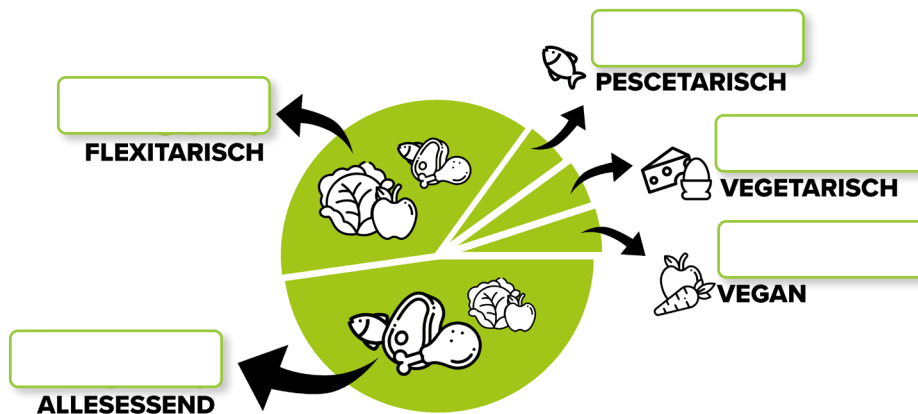 PESCETARISCH
FLEXITARISCH
VEGETARISCH
VEGAN
ALLESESSEND